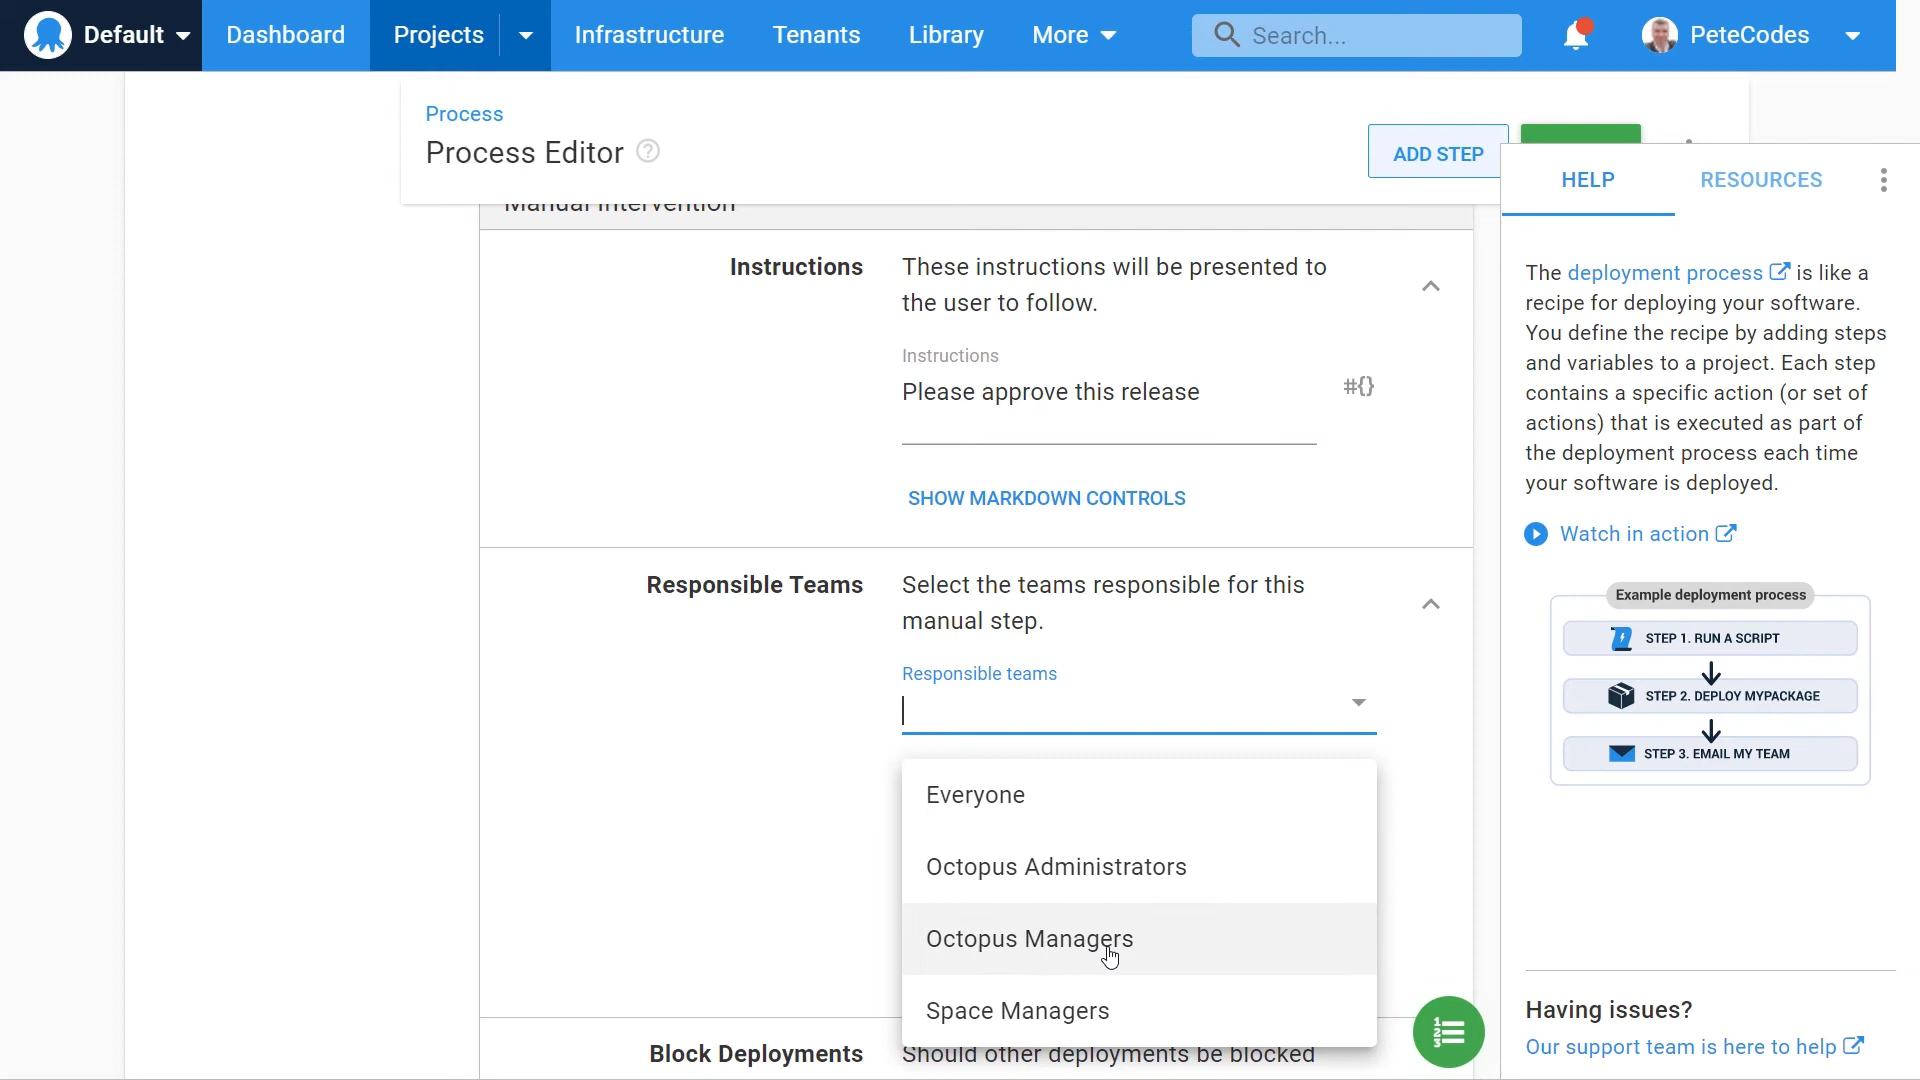 Default
Dashboard
Projects
Infrastructure
Tenants
Library
More
Search...
PeteCodes
Process
Process Editor ?
ADD STEP
Manual Intervention
Instructions
These instructions will be presented to
the user to follow.
Instructions
Please approve this release
#{}
SHOW MARKDOWN CONTROLS
Responsible Teams
Select the teams responsible for this
manual step.
Responsible teams
Everyone
Octopus Administrators
Octopus Managers
Space Managers
Block Deployments
Should other deployments be blocked
HELP
RESOURCES
The deployment process is like a
recipe for deploying your software.
You define the recipe by adding steps
and variables to a project. Each step
contains a specific action (or set of
actions) that is executed as part of
the deployment process each time
your software is deployed.
Watch in action
Example deployment process
STEP 1. RUN A SCRIPT
STEP 2. DEPLOY MYPACKAGE
STEP 3. EMAIL MY TEAM
Having issues?
Our support team is here to help
1
2
3